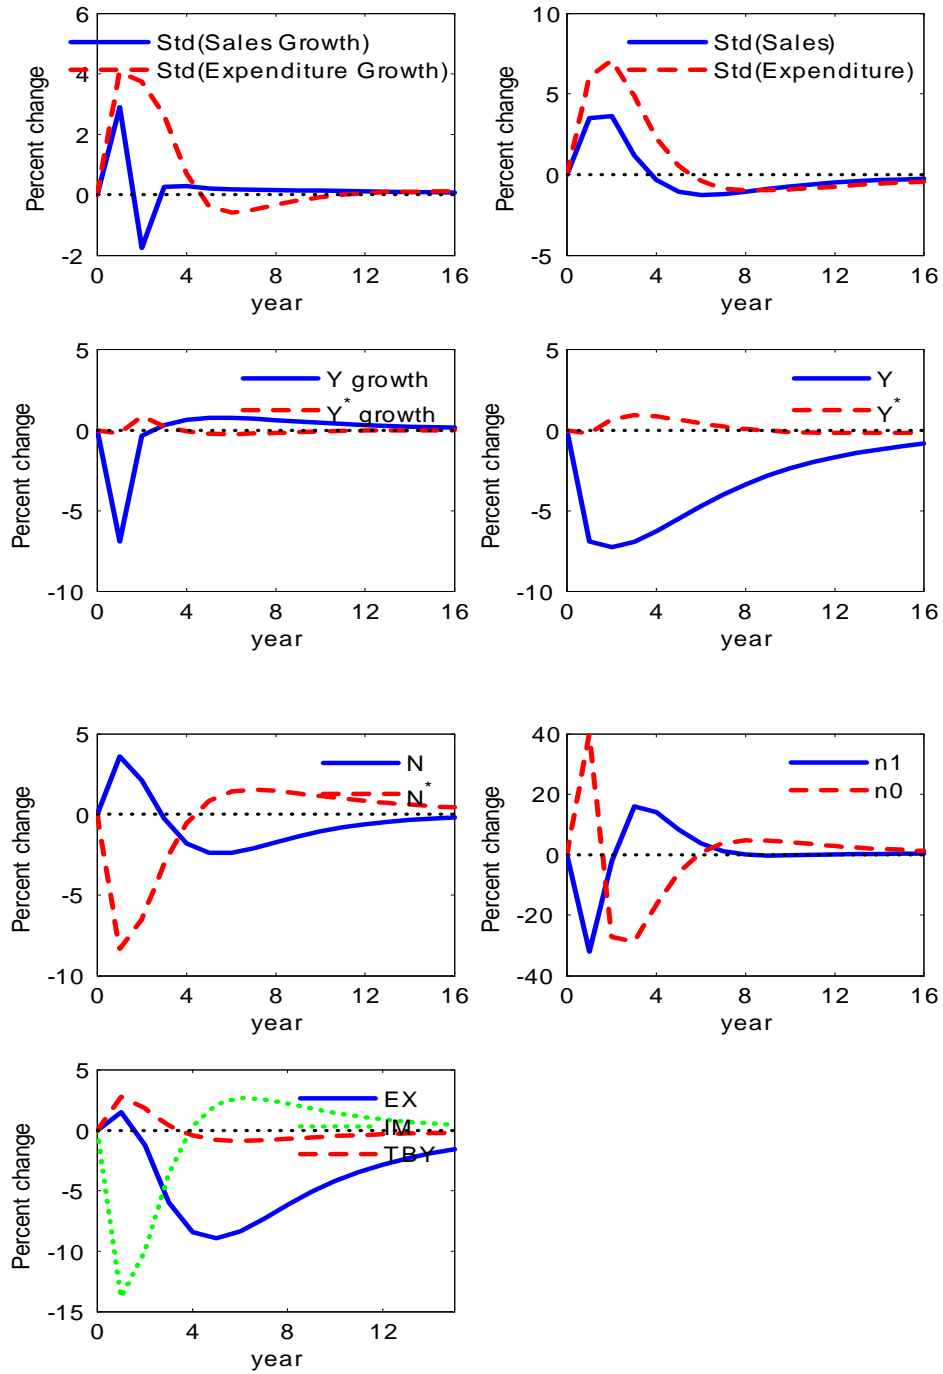 6
4
2
0
-2
Percent change
Std(Sales Growth)
Std(Expenditure Growth)
0 4 8 12 16
year
10
5
0
-5
Percent change
Std(Sales)
Std(Expenditure)
0 4 8 12 16
year
5
0
-5
-10
Percent change
Y growth
Y* growth
0 4 8 12 16
year
5
0
-5
-10
Percent change
Y
Y*
0 4 8 12 16
year
5
0
-5
-10
Percent change
N
N*
0 4 8 12 16
year
40
20
0
-20
-40
Percent change
n1
n0
0 4 8 12 16
year
5
0
-5
-10
-15
Percent change
EX
IM
TBY
0 4 8 12
year